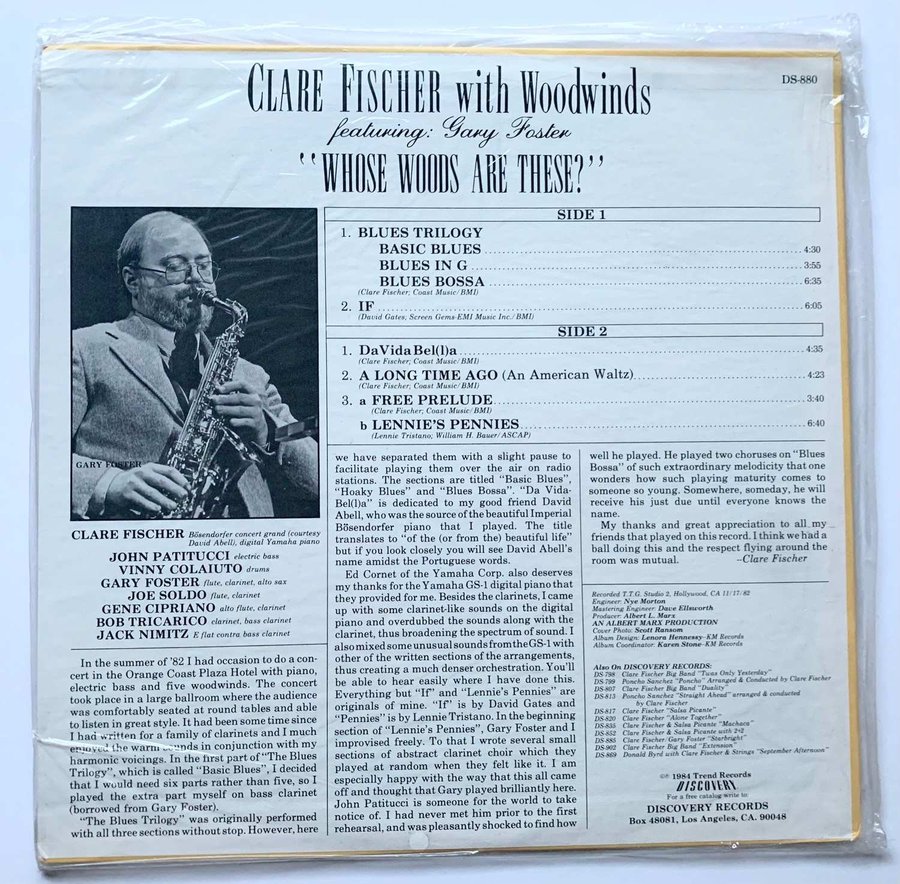 CLARE FISCHER with Woodwinds
DS-880
featuring: Gary Foster
"WHOSE WOODS ARE THESE?"
SIDE 1
1. BLUES TRILOGY
BASIC BLUES 4:30
BLUES IN G 3:55
BLUES BOSSA 6:35
(Clare Fischer; Coast Music/BMI)
2. IF 6:05
(David Gates; Screen Gems-EMI Music Inc./BMI)
SIDE 2
1. DaVida Bel(l)a 4:35
(Clare Fischer; Coast Music/BMI)
2. A LONG TIME AGO (An American Waltz) 4:23
(Clare Fischer; Coast Music/BMI)
3. a FREE PRELUDE 3:40
(Clare Fischer; Coast Music/BMI)
b LENNIE'S PENNIES 6:40
(Lennie Tristano; William H. Bauer/ASCAP)
GARY FOSTER
CLARE FISCHER Bösendorfer concert grand (courtesy
David Abell), digital Yamaha piano
JOHN PATITUCCI electric bass
VINNY COLAIUTO drums
GARY FOSTER flute, clarinet, alto sax
JOE SOLDO flute, clarinet
GENE CIPRIANO alto flute, clarinet
BOB TRICARICO clarinet, bass clarinet
JACK NIMITZ E flat contra bass clarinet
In the summer of '82 I had occasion to do a con-
cert in the Orange Coast Plaza Hotel with piano,
electric bass and five woodwinds. The concert
took place in a large ballroom where the audience
was comfortably seated at round tables and able
to listen in great style. It had been some time since
I had written for a family of clarinets and I much
enjoyed the warm sounds in conjunction with my
harmonic voicings. In the first part of "The Blues
Trilogy", which is called "Basic Blues", I decided
that I would need six parts rather than five, so I
played the extra part myself on bass clarinet
(borrowed from Gary Foster).
"The Blues Trilogy" was originally performed
with all three sections without stop. However, here
we have separated them with a slight pause to
facilitate playing them over the air on radio
stations. The sections are titled "Basic Blues",
"Hoaky Blues" and "Blues Bossa". "Da Vida-
Bel(l)a" is dedicated to my good friend David
Abell, who was the source of the beautiful Imperial
Bösendorfer piano that I played. The title
translates to "of the (or from the) beautiful life"
but if you look closely you will see David Abell's
name amidst the Portuguese words.
Ed Cornet of the Yamaha Corp. also deserves
my thanks for the Yamaha GS-1 digital piano that
they provided for me. Besides the clarinets, I came
up with some clarinet-like sounds on the digital
piano and overdubbed the sounds along with the
clarinet, thus broadening the spectrum of sound. I
also mixed some unusual sounds from the GS-1 with
other of the written sections of the arrangements,
thus creating a much denser orchestration. You'll
be able to hear easily where I have done this.
Everything but "If" and "Lennie's Pennies" are
originals of mine. "If" is by David Gates and
"Pennies" is by Lennie Tristano. In the beginning
section of "Lennie's Pennies", Gary Foster and I
improvised freely. To that I wrote several small
sections of abstract clarinet choir which they
played at random when they felt like it. I am
especially happy with the way that this all came
off and thought that Gary played brilliantly here.
John Patitucci is someone for the world to take
notice of. I had never met him prior to the first
rehearsal, and was pleasantly shocked to find how
well he played. He played two choruses on "Blues
Bossa" of such extraordinary melodicity that one
wonders how such playing maturity comes to
someone so young. Somewhere, someday, he will
receive his just due until everyone knows the
name.
My thanks and great appreciation to all my
friends that played on this record. I think we had a
ball doing this and the respect flying around the
room was mutual. --Clare Fischer
Recorded T.T.G. Studio 2, Hollywood, CA 11/17/82
Engineer: Nye Morton
Mastering Engineer: Dave Ellsworth
Producer: Albert L. Marx
AN ALBERT MARX PRODUCTION
Cover Photo: Scott Ransom
Album Design: Lenora Hennessy-KM Records
Album Coordinator: Karen Stone-KM Records
Also On DISCOVERY RECORDS:
DS-798 Clare Fischer Big Band "Twas Only Yesterday"
DS-799 Poncho Sanchez "Poncho" Arranged & Conducted by Clare Fischer
DS-807 Clare Fischer Big Band "Duality"
DS-813 Poncho Sanchez "Straight Ahead" arranged & conducted
by Clare Fischer
DS-817 Clare Fischer "Salsa Picante"
DS-820 Clare Fischer "Alone Together"
DS-835 Clare Fischer & Salsa Picante "Machaca"
DS-852 Clare Fischer & Salsa Picante with 2+2
DS-885 Clare Fischer/Gary Foster "Starbright"
DS-902 Clare Fischer Big Band "Extension"
DS-869 Donald Byrd with Clare Fischer & Strings "September Afternoon"
©℗ 1984 Trend Records
DISCOVERY
For a free catalog write to:
DISCOVERY RECORDS
Box 48081, Los Angeles, CA. 90048